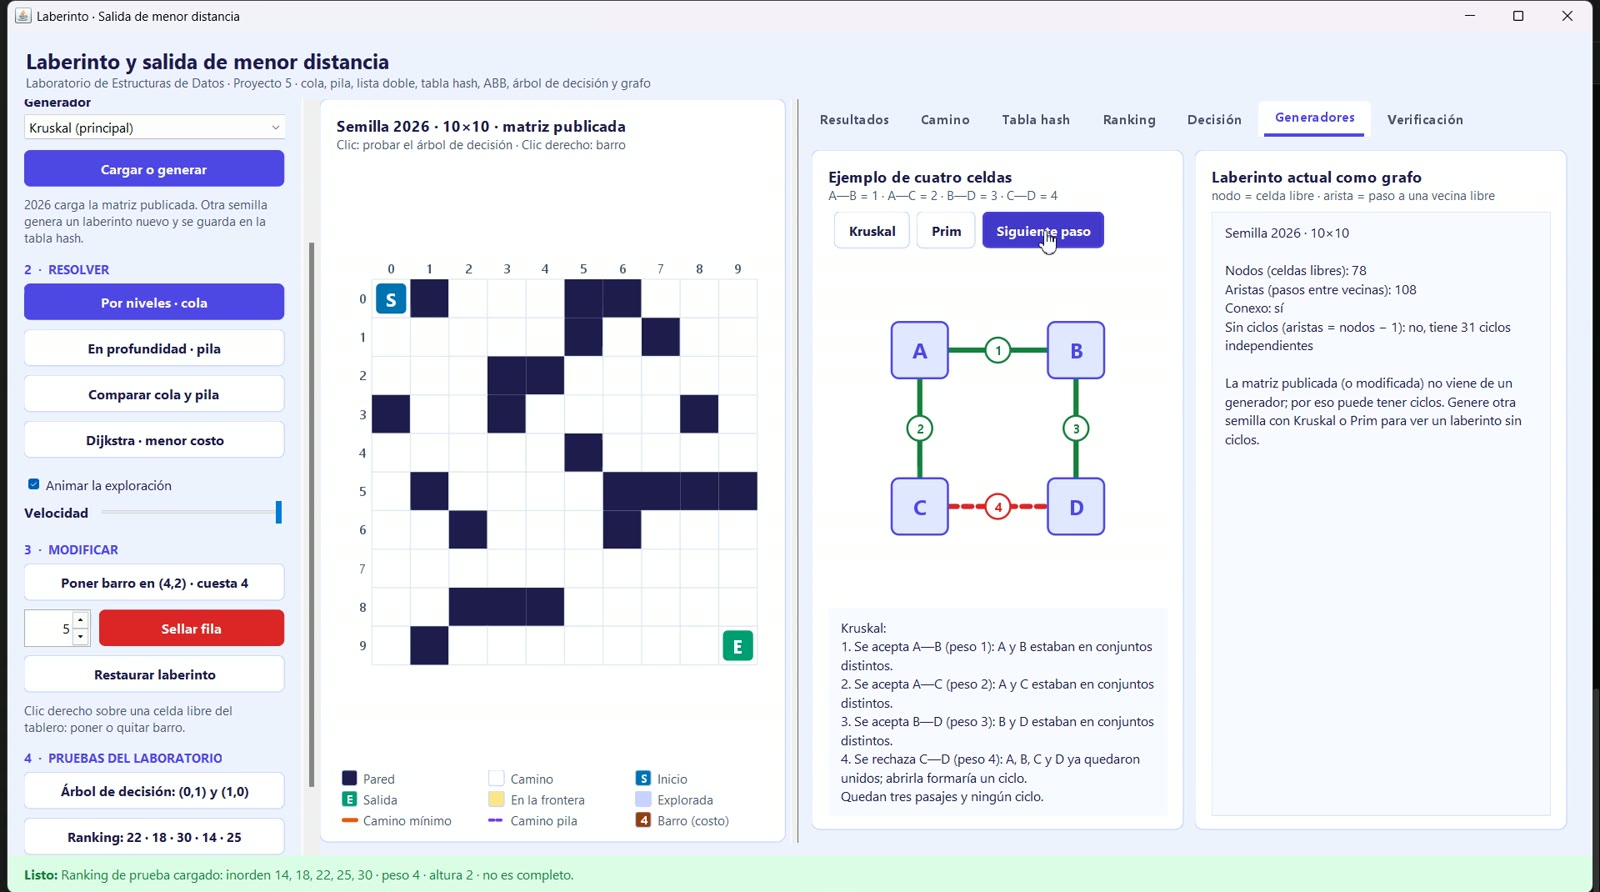 Laberinto · Salida de menor distancia
Laberinto y salida de menor distancia
Laboratorio de Estructuras de Datos · Proyecto 5 · cola, pila, lista doble, tabla hash, ABB, árbol de decisión y grafo
Generador
Kruskal (principal)
Cargar o generar
2026 carga la matriz publicada. Otra semilla
genera un laberinto nuevo y se guarda en la
tabla hash.
2 · RESOLVER
Por niveles · cola
En profundidad · pila
Comparar cola y pila
Dijkstra · menor costo
Animar la exploración
Velocidad
3 · MODIFICAR
Poner barro en (4,2) · cuesta 4
5
Sellar fila
Restaurar laberinto
Clic derecho sobre una celda libre del
tablero: poner o quitar barro.
4 · PRUEBAS DEL LABORATORIO
Árbol de decisión: (0,1) y (1,0)
Ranking: 22 · 18 · 30 · 14 · 25
Semilla 2026 · 10×10 · matriz publicada
Clic: probar el árbol de decisión · Clic derecho: barro
0 1 2 3 4 5 6 7 8 9
0 S
1
2
3
4
5
6
7
8
9 E
Pared
Camino
S Inicio
E Salida
En la frontera
Explorada
Camino mínimo
Camino pila
4 Barro (costo)
Resultados
Camino
Tabla hash
Ranking
Decisión
Generadores
Verificación
Ejemplo de cuatro celdas
A—B = 1 · A—C = 2 · B—D = 3 · C—D = 4
Kruskal
Prim
Siguiente paso
A 1 B
2 3
C 4 D
Kruskal:
1. Se acepta A—B (peso 1): A y B estaban en conjuntos
distintos.
2. Se acepta A—C (peso 2): A y C estaban en conjuntos
distintos.
3. Se acepta B—D (peso 3): B y D estaban en conjuntos
distintos.
4. Se rechaza C—D (peso 4): A, B, C y D ya quedaron
unidos; abrirla formaría un ciclo.
Quedan tres pasajes y ningún ciclo.
Laberinto actual como grafo
nodo = celda libre · arista = paso a una vecina libre
Semilla 2026 · 10×10
Nodos (celdas libres): 78
Aristas (pasos entre vecinas): 108
Conexo: sí
Sin ciclos (aristas = nodos − 1): no, tiene 31 ciclos
independientes
La matriz publicada (o modificada) no viene de un
generador; por eso puede tener ciclos. Genere otra
semilla con Kruskal o Prim para ver un laberinto sin
ciclos.
Listo: Ranking de prueba cargado: inorden 14, 18, 22, 25, 30 · peso 4 · altura 2 · no es completo.